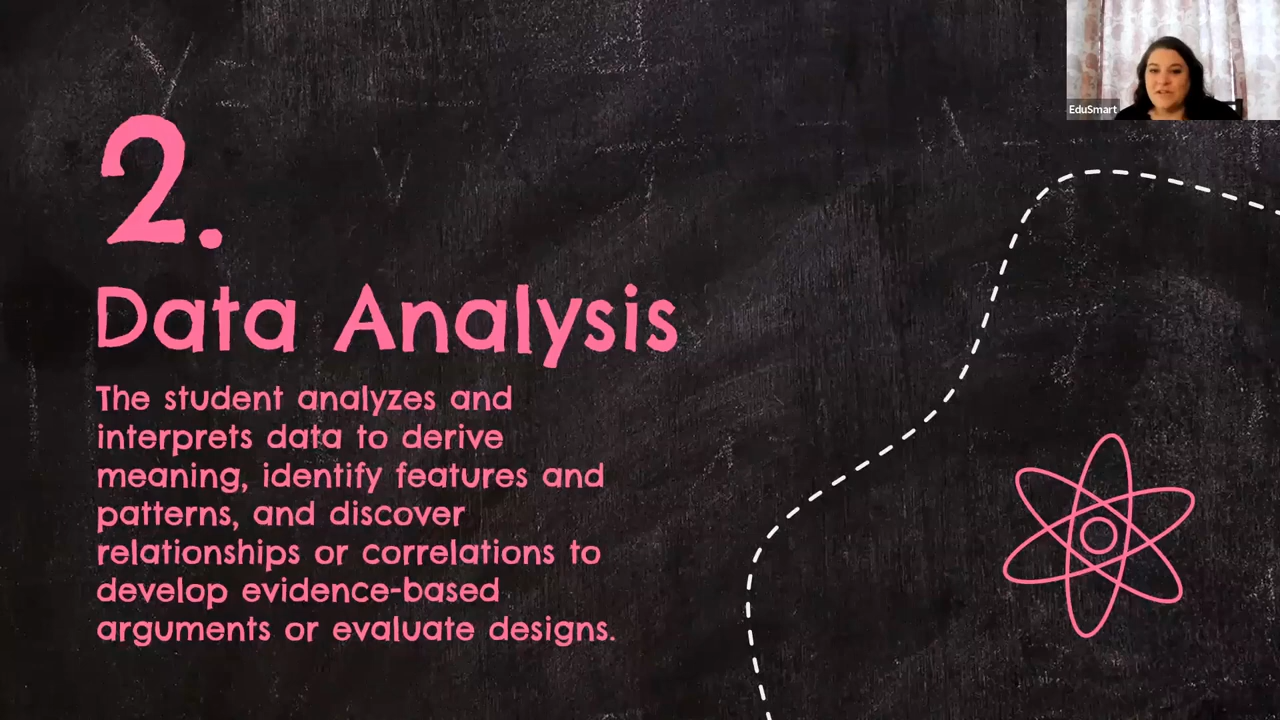 EduSmart
2.
Data Analysis
The student analyzes and
interprets data to derive
meaning, identify features and
patterns, and discover
relationships or correlations to
develop evidence-based
arguments or evaluate designs.